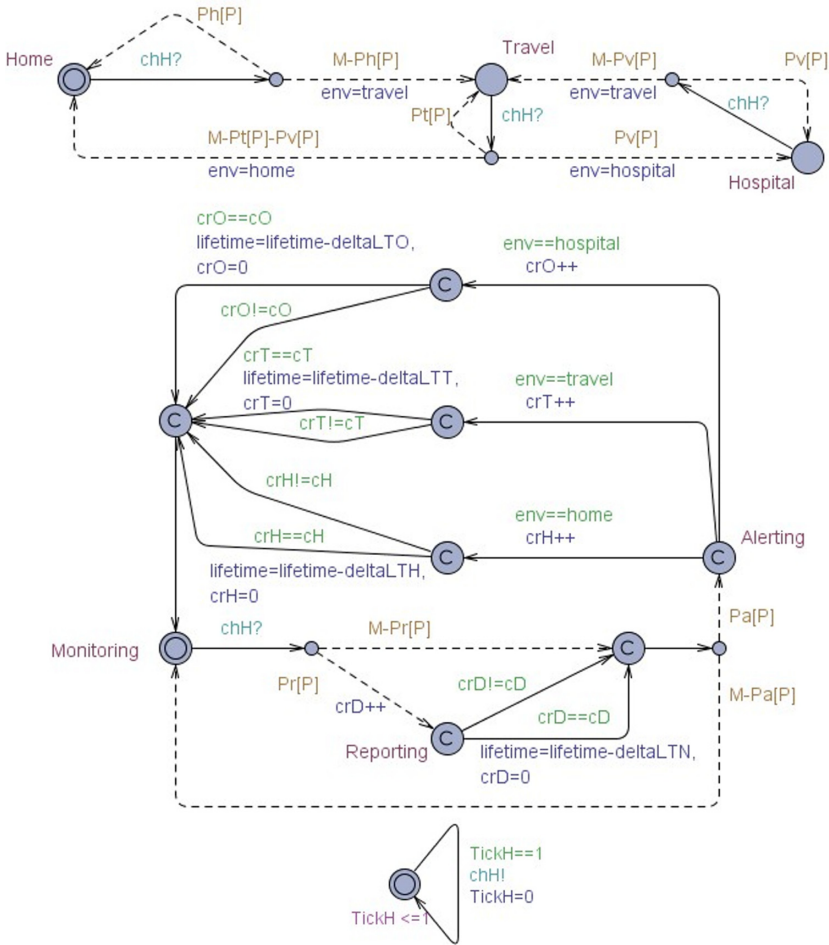 Ph[P]
Home
chH?
M-Ph[P]
env=travel
Travel
M-Pv[P]
env=travel
Pv[P]
Pt[P]
chH?
chH?
M-Pt[P]-Pv[P]
env=home
Pv[P]
env=hospital
Hospital
crO==cO
lifetime=lifetime-deltaLTO,
crO=0
env==hospital
crO++
crO!=cO
crT==cT
lifetime=lifetime-deltaLTT,
crT=0
env==travel
crT++
C
C
C
crT!=cT
crH!=cH
env==home
crH++
crH==cH
C
C
Alerting
lifetime=lifetime-deltaLTH,
crH=0
Pa[P]
chH?
M-Pr[P]
Monitoring
C
Pr[P]
crD++
crD!=cD
M-Pa[P]
crD==cD
C
Reporting
lifetime=lifetime-deltaLTN,
crD=0
TickH==1
chH!
TickH=0
TickH <=1